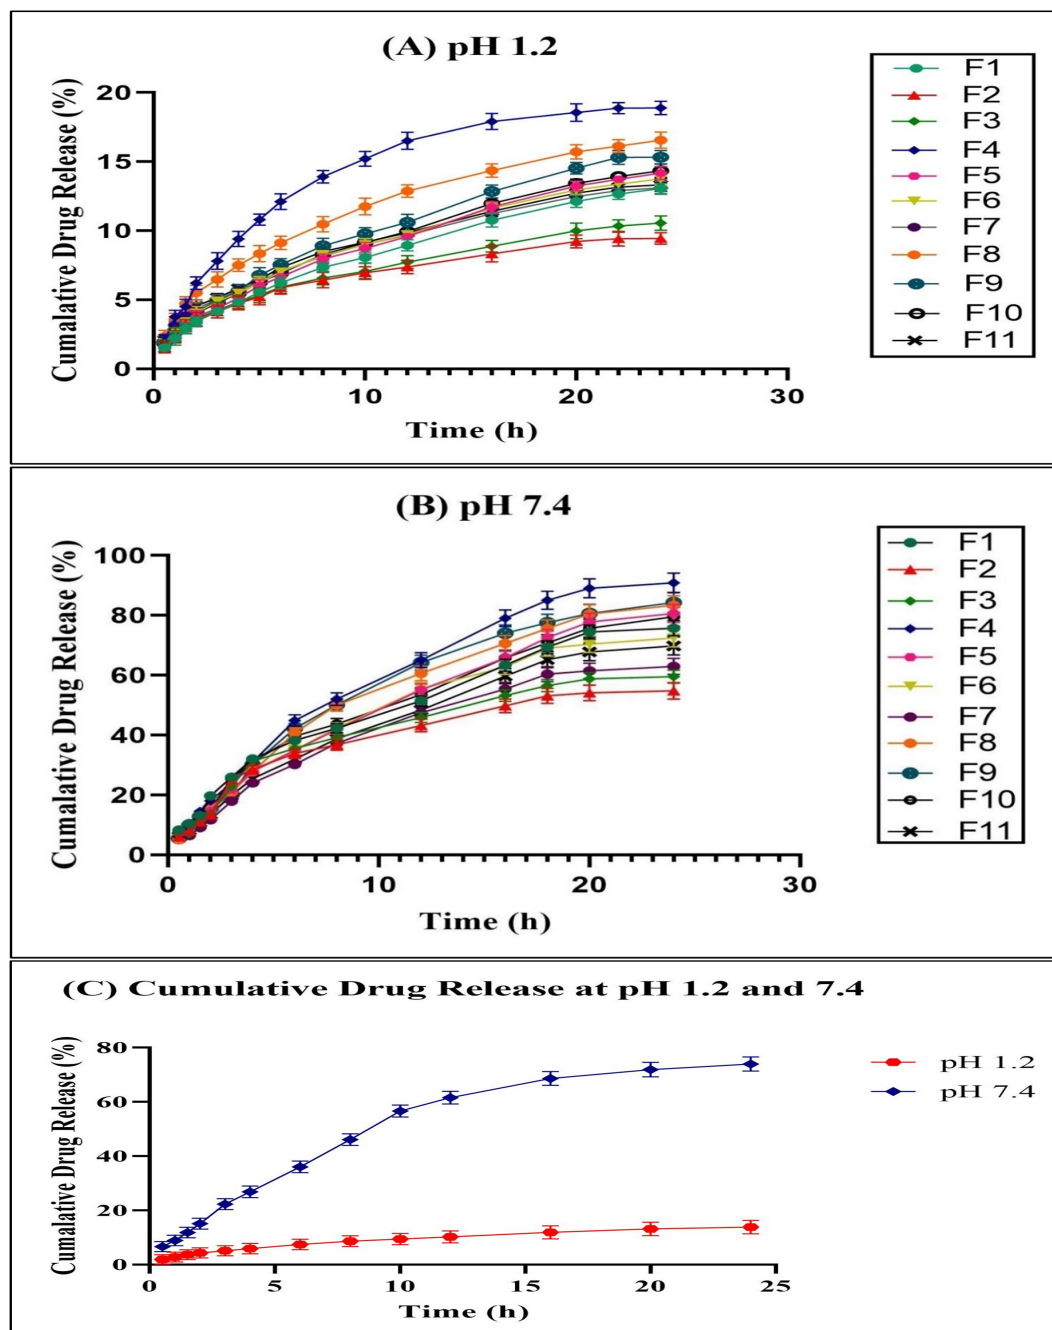 (A) pH 1.2
Cumalative Drug Release (%)
20
15
10
5
0
0 10 20 30
Time (h)
F1
F2
F3
F4
F5
F6
F7
F8
F9
F10
F11
(B) pH 7.4
Cumalative Drug Release (%)
100
80
60
40
20
0
0 10 20 30
Time (h)
F1
F2
F3
F4
F5
F6
F7
F8
F9
F10
F11
(C) Cumulative Drug Release at pH 1.2 and 7.4
Cumulative Drug Release (%)
80
60
40
20
0
0 5 10 15 20 25
Time (h)
pH 1.2
pH 7.4